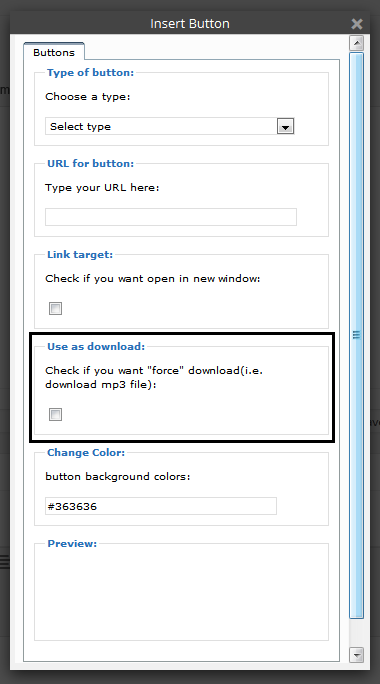 Insert Button
Buttons
Type of button:
Choose a type:
Select type
URL for button:
Type your URL here:
Link target:
Check if you want open in new window:
Use as download:
Check if you want "force" download(i.e.
download mp3 file):
Change Color:
button background colors:
#363636
Preview: